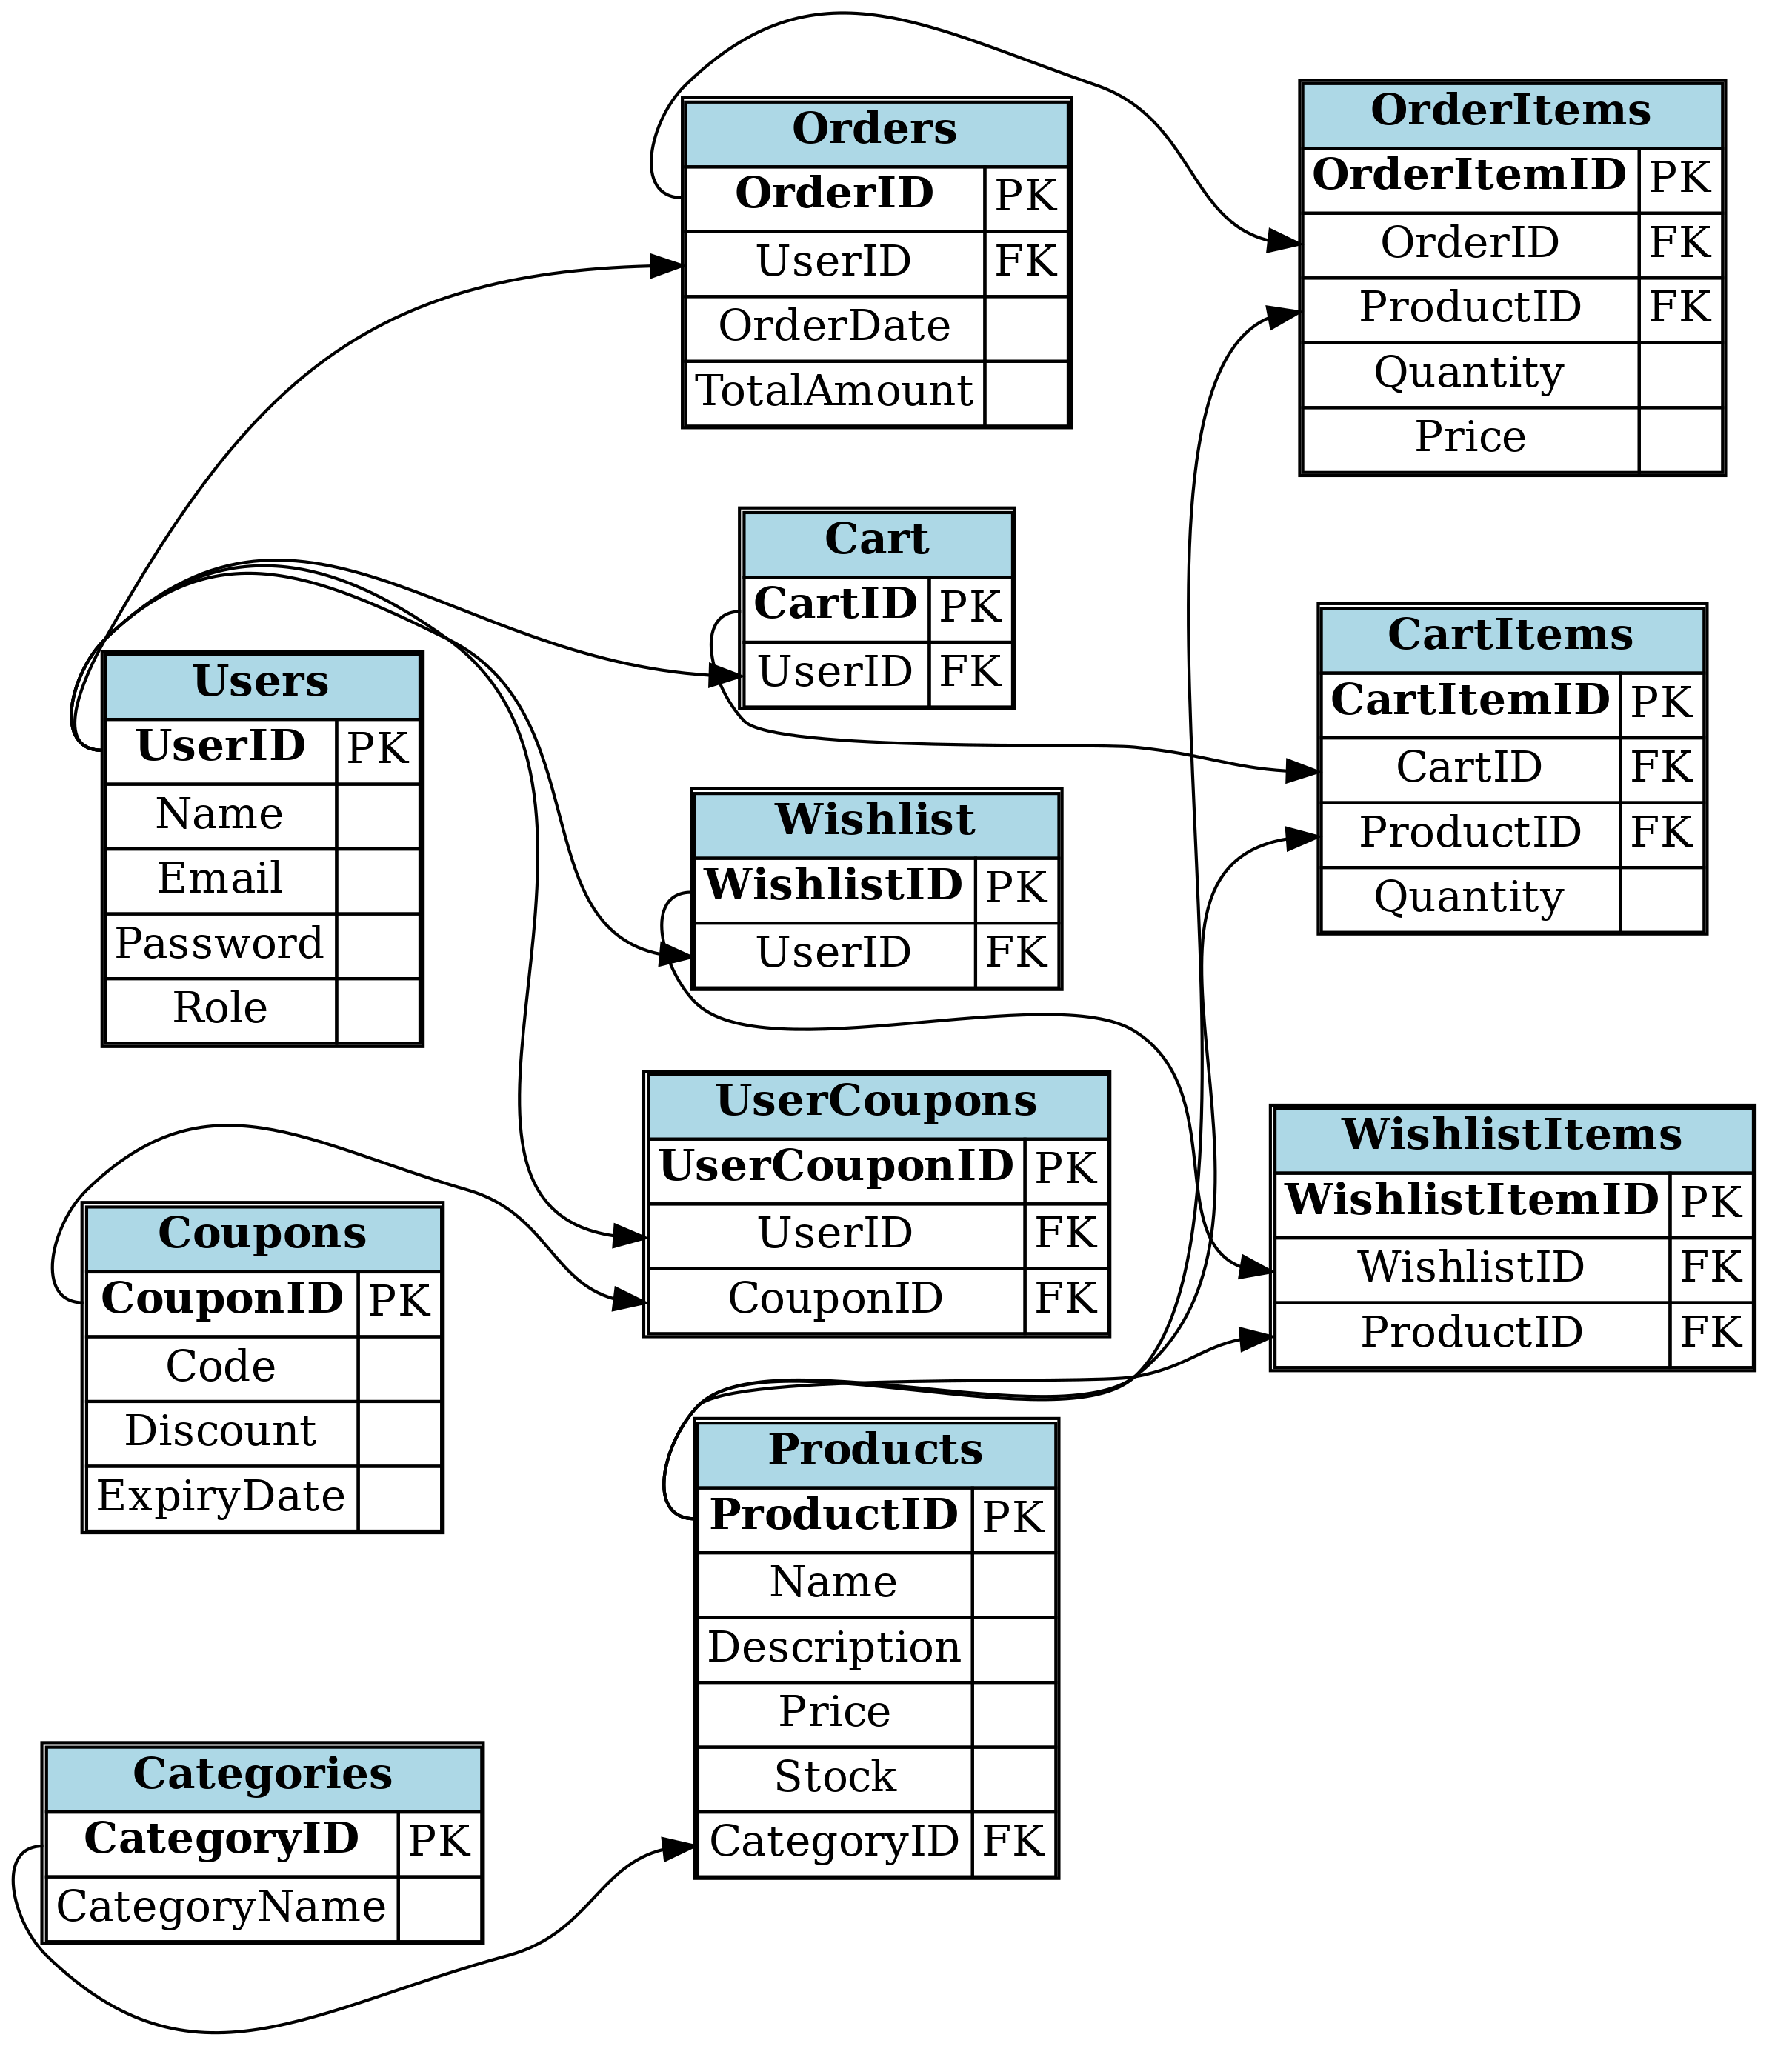 Orders
OrderID PK
UserID FK
OrderDate
TotalAmount
OrderItems
OrderItemID PK
OrderID FK
ProductID FK
Quantity
Price
Cart
CartID PK
UserID FK
CartItems
CartItemID PK
CartID FK
ProductID FK
Quantity
Users
UserID PK
Name
Email
Password
Role
Wishlist
WishlistID PK
UserID FK
UserCoupons
UserCouponID PK
UserID FK
CouponID FK
WishlistItems
WishlistItemID PK
WishlistID FK
ProductID FK
Coupons
CouponID PK
Code
Discount
ExpiryDate
Products
ProductID PK
Name
Description
Price
Stock
CategoryID FK
Categories
CategoryID PK
CategoryName